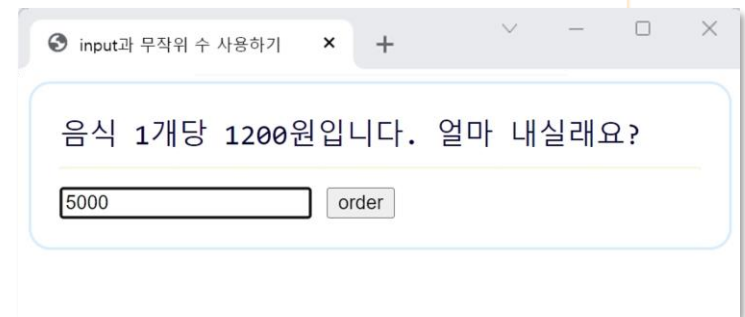 input과 무작위 수 사용하기
음식 1개당 1200원입니다. 얼마 내실래요?
5000 order